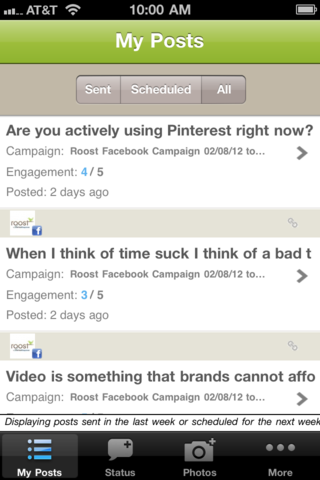 AT&T 10:00 AM
My Posts
Sent Scheduled All
Are you actively using Pinterest right now?
Campaign: Roost Facebook Campaign 02/08/12 to...
Engagement: 4 / 5
Posted: 2 days ago
roost
When I think of time suck I think of a bad t
Campaign: Roost Facebook Campaign 02/08/12 to...
Engagement: 3 / 5
Posted: 2 days ago
roost
Video is something that brands cannot affo
Campaign: Roost Facebook Campaign 02/08/12 to...
Displaying posts sent in the last week or scheduled for the next week
My Posts Status Photos More